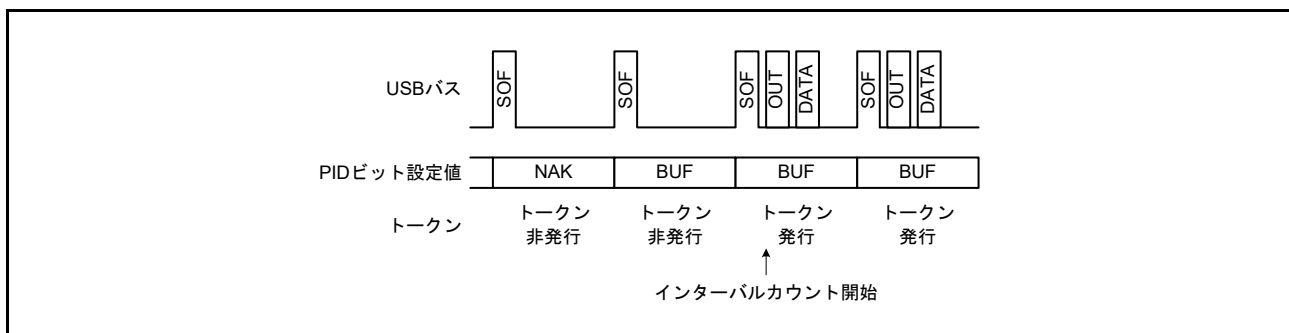 USBバス
SOF
SOF
SOF
OUT
DATA
SOF
OUT
DATA
PIDビット設定値
NAK
BUF
BUF
BUF
トークン
トークン
非発行
トークン
非発行
トークン
発行
トークン
発行
インターバルカウント開始